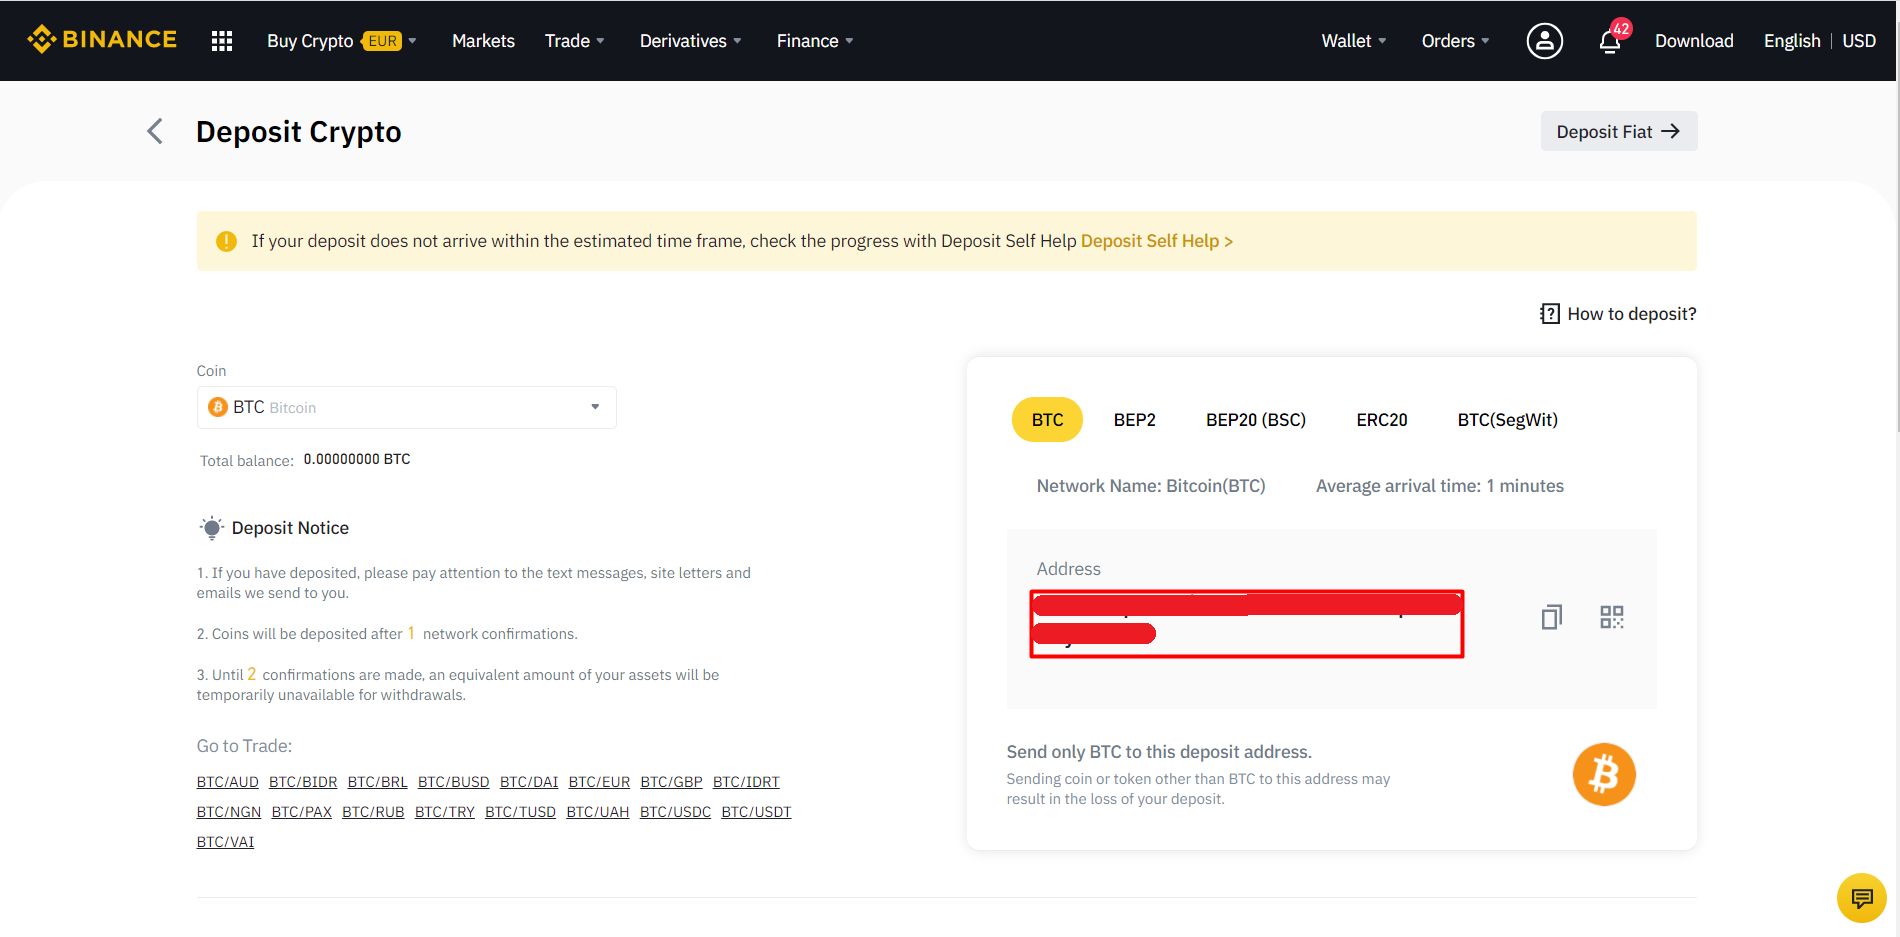 BINANCE
Buy Crypto EUR Markets Trade Derivatives Finance
Wallet Orders 42 Download English | USD
Deposit Crypto
Deposit Fiat →
If your deposit does not arrive within the estimated time frame, check the progress with Deposit Self Help Deposit Self Help >
How to deposit?
Coin
BTC Bitcoin
Total balance: 0.00000000 BTC
Deposit Notice
1. If you have deposited, please pay attention to the text messages, site letters and
emails we send to you.
2. Coins will be deposited after 1 network confirmations.
3. Until 2 confirmations are made, an equivalent amount of your assets will be
temporarily unavailable for withdrawals.
Go to Trade:
BTC/AUD BTC/BIDR BTC/BRL BTC/BUSD BTC/DAI BTC/EUR BTC/GBP BTC/IDRT
BTC/NGN BTC/PAX BTC/RUB BTC/TRY BTC/TUSD BTC/UAH BTC/USDC BTC/USDT
BTC/VAI
BTC BEP2 BEP20 (BSC) ERC20 BTC(SegWit)
Network Name: Bitcoin(BTC) Average arrival time: 1 minutes
Address
Send only BTC to this deposit address.
Sending coin or token other than BTC to this address may
result in the loss of your deposit.